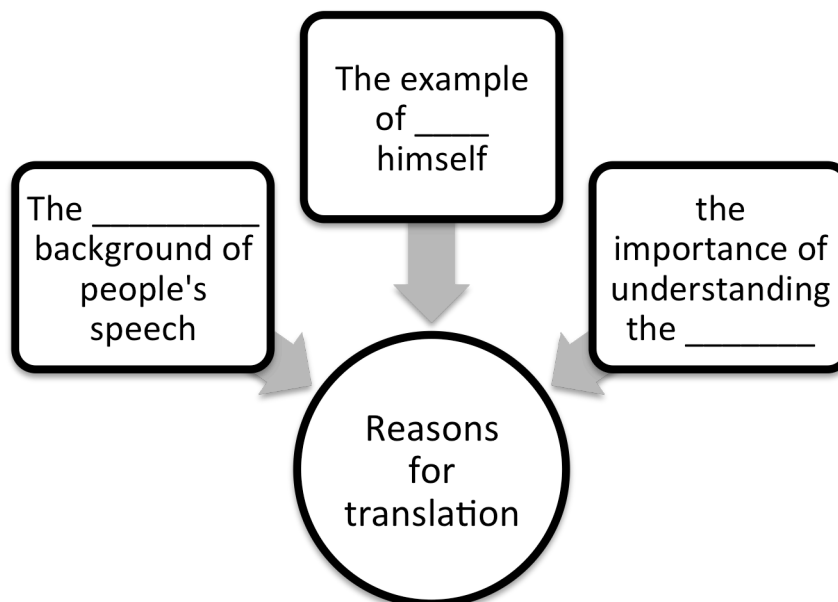 The example
of ____
himself
The _________
background of
people's
speech
the
importance of
understanding
the _______
Reasons
for
translation